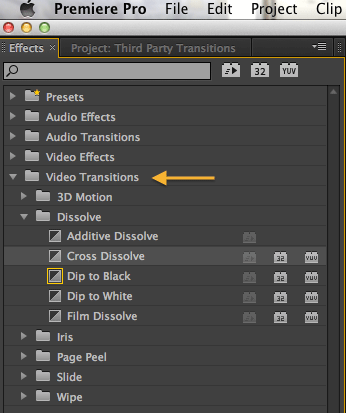 Premiere Pro File Edit Project Clip
Effects × Project: Third Party Transitions
32 YUV
Presets
Audio Effects
Audio Transitions
Video Effects
Video Transitions
3D Motion
Dissolve
Additive Dissolve
Cross Dissolve 32 YUV
Dip to Black 32 YUV
Dip to White 32 YUV
Film Dissolve 32 YUV
Iris
Page Peel
Slide
Wipe